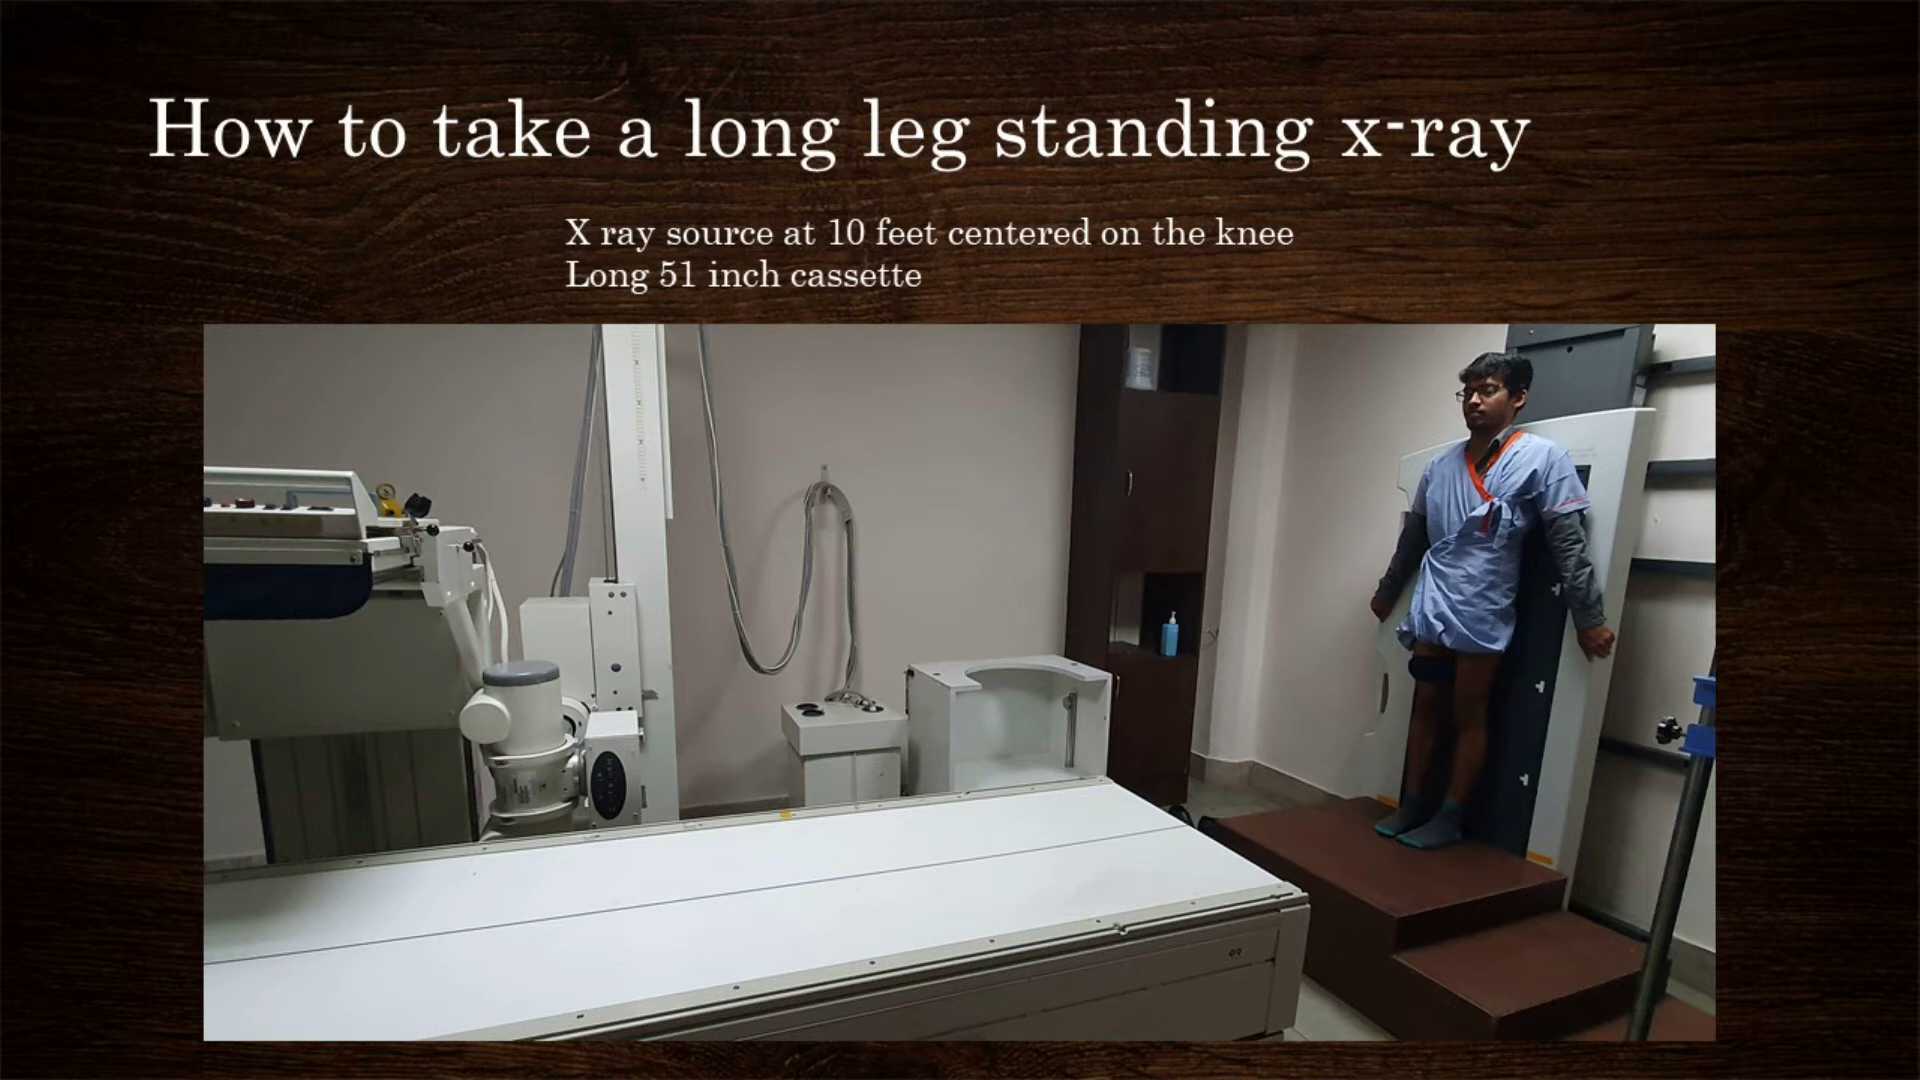 How to take a long leg standing x-ray
X ray source at 10 feet centered on the knee
Long 51 inch cassette
07